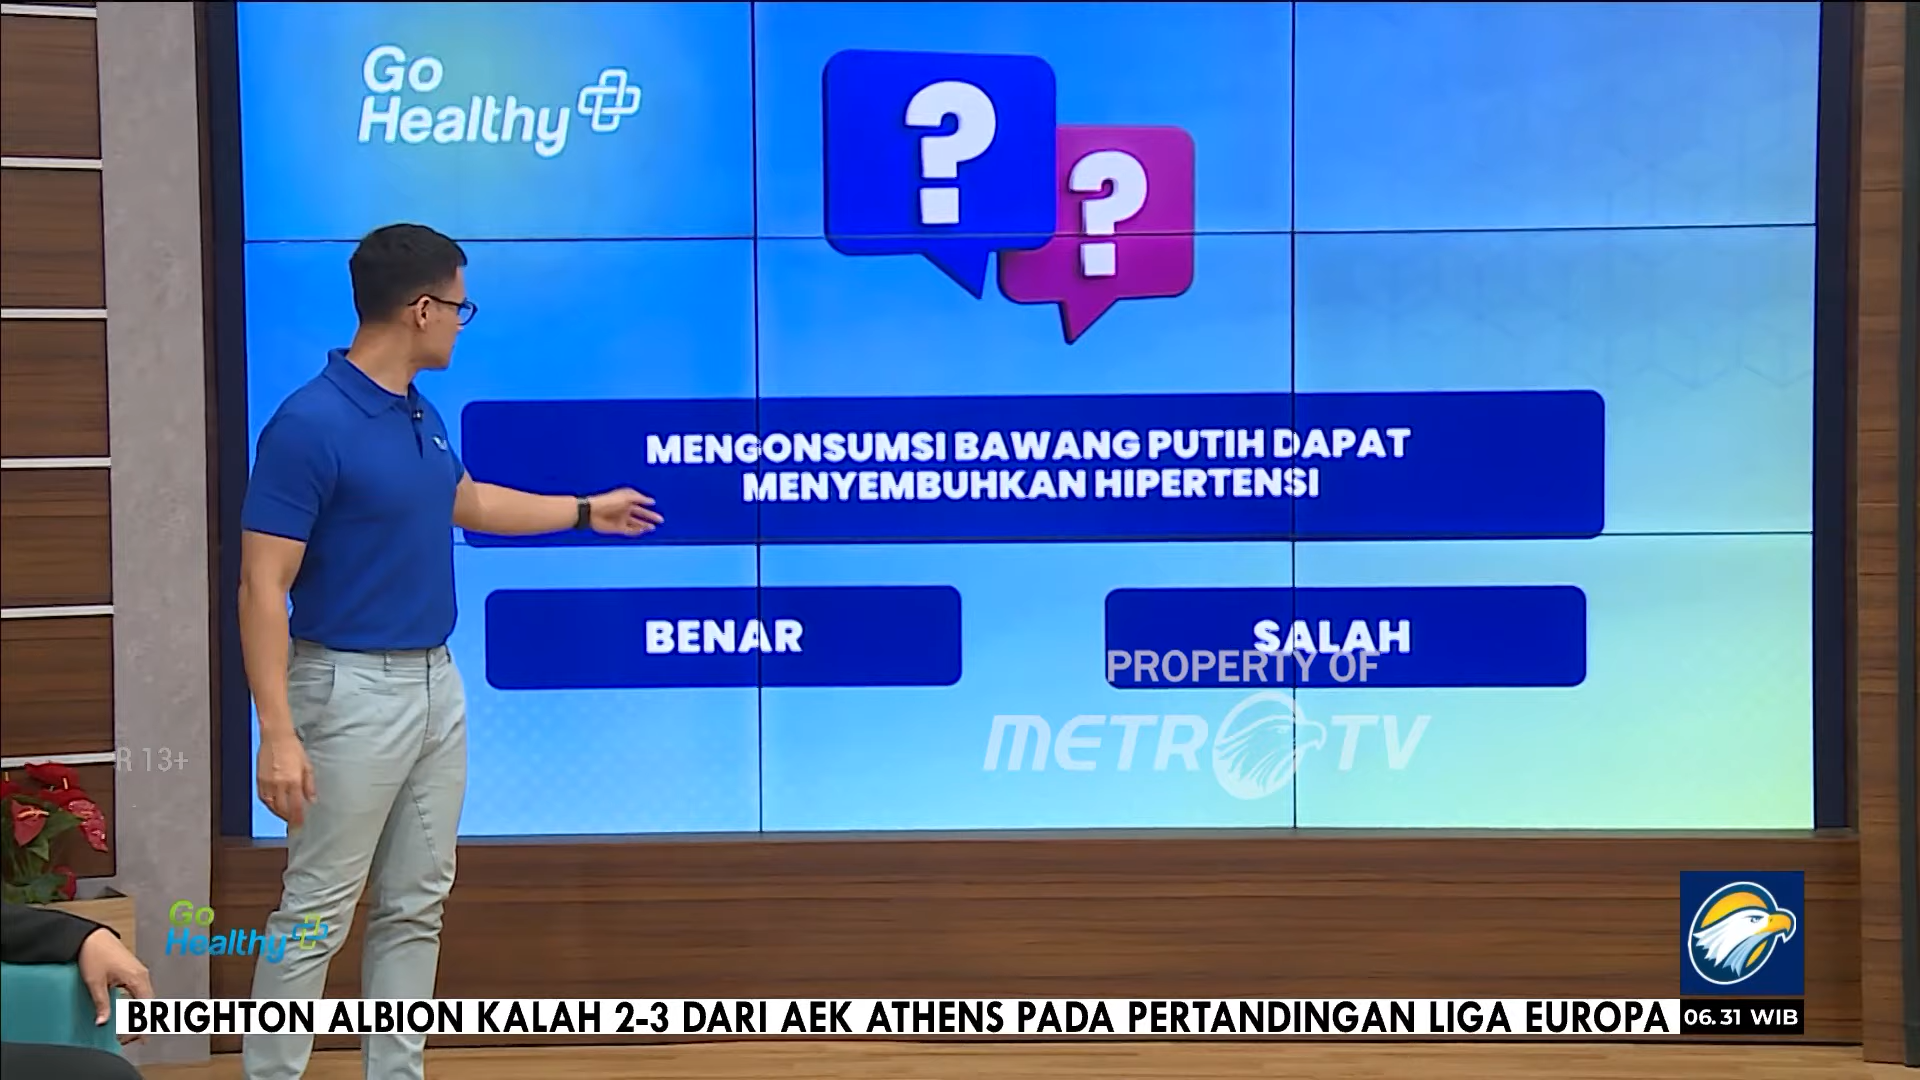 Go
Healthy
?
?
MENGONSUMSI BAWANG PUTIH DAPAT
MENYEMBUHKAN HIPERTENSI
BENAR
SALAH
PROPERTY OF
METRO TV
R 13+
Go
Healthy
BRIGHTON ALBION KALAH 2-3 DARI AEK ATHENS PADA PERTANDINGAN LIGA EUROPA
06.31 WIB